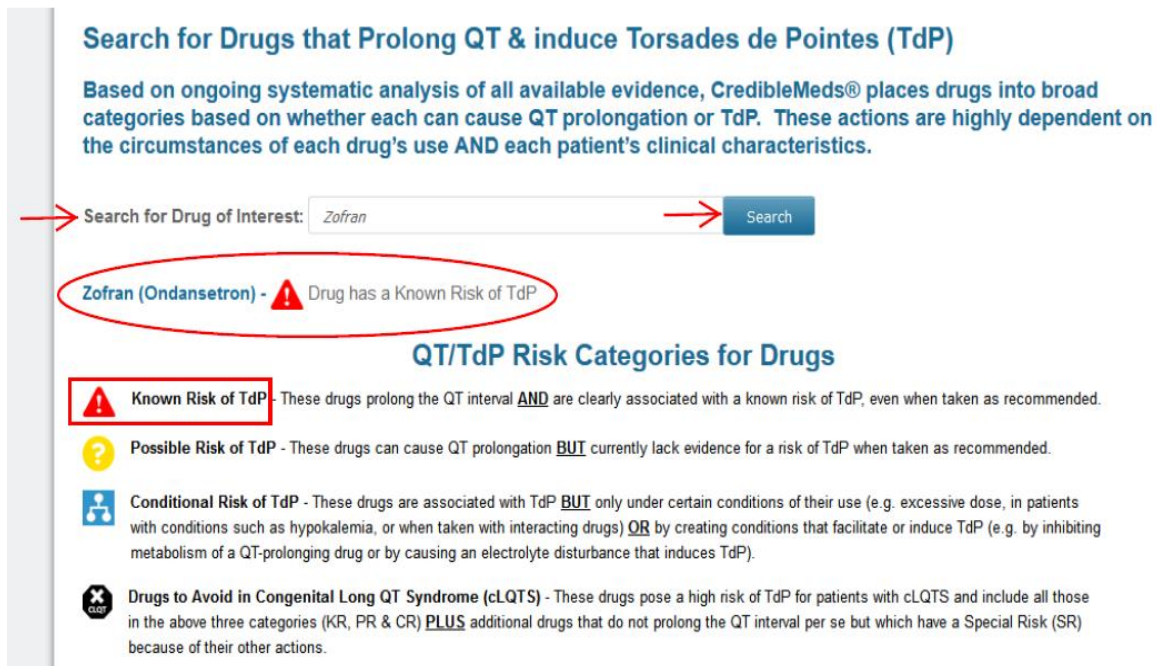 Search for Drugs that Prolong QT & induce Torsades de Pointes (TdP)
Based on ongoing systematic analysis of all available evidence, CredibleMeds® places drugs into broad
categories based on whether each can cause QT prolongation or TdP. These actions are highly dependent on
the circumstances of each drug's use AND each patient's clinical characteristics.
Search for Drug of Interest: Zofran Search
Zofran (Ondansetron) - Drug has a Known Risk of TdP
QT/TdP Risk Categories for Drugs
Known Risk of TdP - These drugs prolong the QT interval AND are clearly associated with a known risk of TdP, even when taken as recommended.
Possible Risk of TdP - These drugs can cause QT prolongation BUT currently lack evidence for a risk of TdP when taken as recommended.
Conditional Risk of TdP - These drugs are associated with TdP BUT only under certain conditions of their use (e.g. excessive dose, in patients
with conditions such as hypokalemia, or when taken with interacting drugs) OR by creating conditions that facilitate or induce TdP (e.g. by inhibiting
metabolism of a QT-prolonging drug or by causing an electrolyte disturbance that induces TdP).
CLQT
Drugs to Avoid in Congenital Long QT Syndrome (cLQTS) - These drugs pose a high risk of TdP for patients with cLQTS and include all those
in the above three categories (KR, PR & CR) PLUS additional drugs that do not prolong the QT interval per se but which have a Special Risk (SR)
because of their other actions.